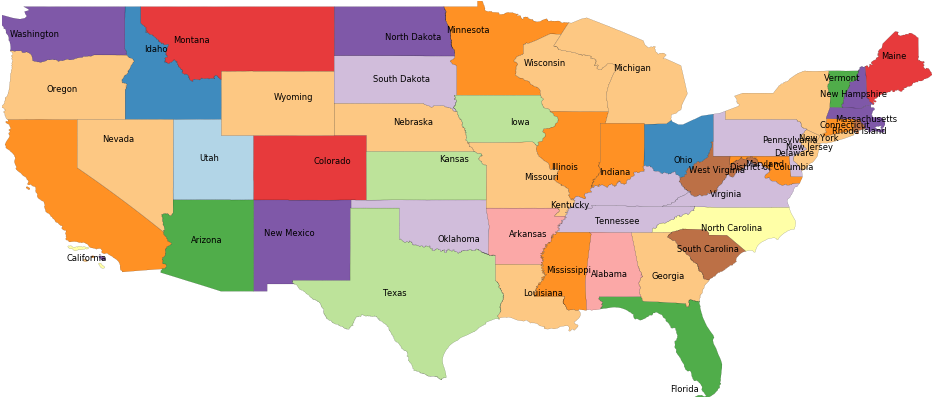 Washington
Montana
Idaho
North Dakota
Minnesota
Maine
Oregon
Wyoming
South Dakota
Wisconsin
Michigan
Vermont
New Hampshire
Nevada
Nebraska
Iowa
Massachusetts
Connecticut
Rhode Island
New York
Pennsylvania
New Jersey
Utah
Colorado
Kansas
Missouri
Illinois
Indiana
Ohio
Delaware
Maryland
District of Columbia
West Virginia
Virginia
Kentucky
Tennessee
North Carolina
South Carolina
California
Arizona
New Mexico
Oklahoma
Arkansas
Mississippi
Alabama
Georgia
Texas
Louisiana
Florida